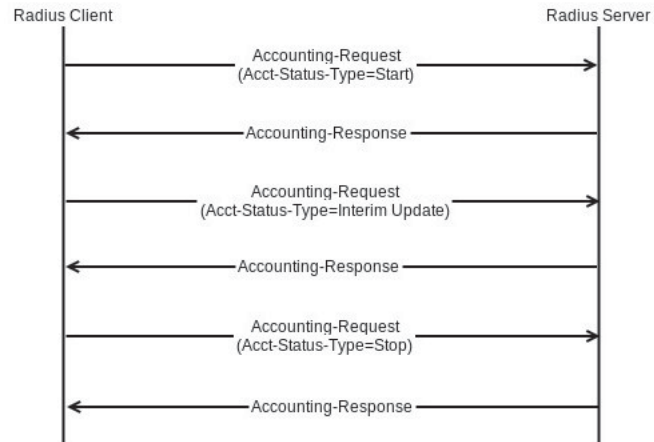 Radius Client
Radius Server
Accounting-Request
(Acct-Status-Type=Start)
Accounting-Response
Accounting-Request
(Acct-Status-Type=Interim Update)
Accounting-Response
Accounting-Request
(Acct-Status-Type=Stop)
Accounting-Response